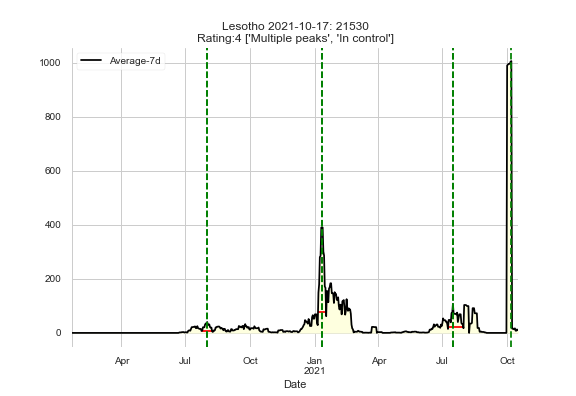 Lesotho 2021-10-17: 21530
Rating:4 ['Multiple peaks', 'In control']
Average-7d
1000
800
600
400
200
0
Apr
Jul
Oct
Jan
2021
Apr
Jul
Oct
Date